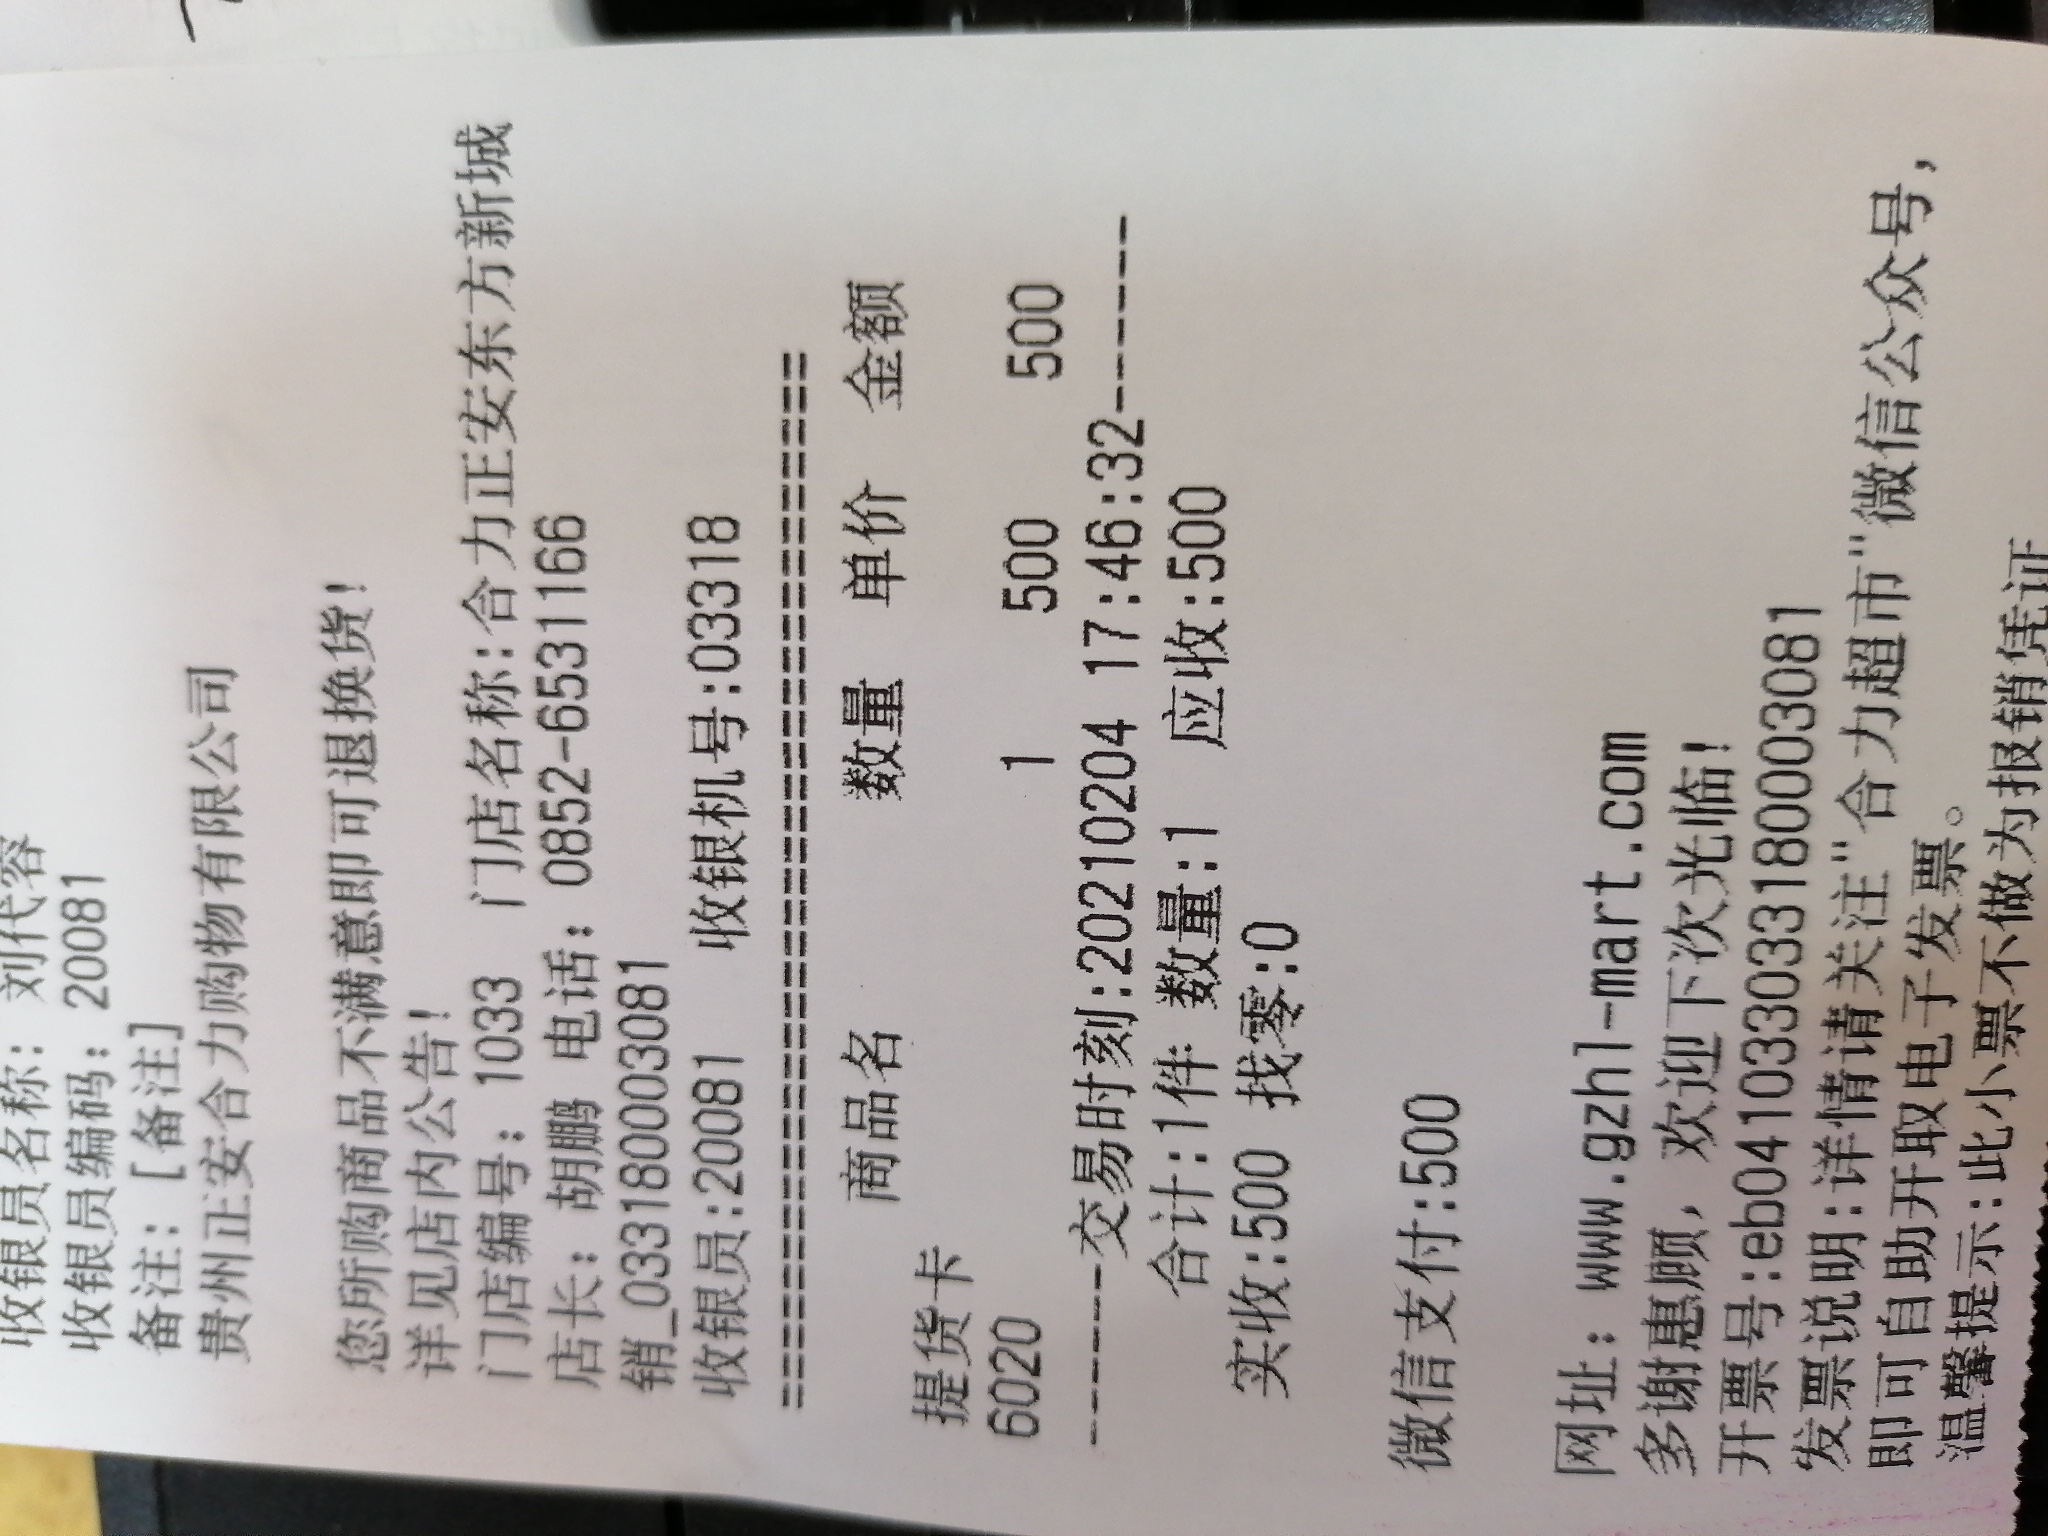 收银员名称: 刘代容
收银员编码: 20081
备注: [备注]
贵州正安合力购物有限公司
您所购商品不满意即可退换货!
详见店内公告!
门店编号: 1033 门店名称:合力正安东方新城
店长: 胡鹏 电话: 0852-6531166
销_0331800003081
收银员:20081 收银机号:03318
==========================================
商品名 数量 单价 金额
提货卡
6020 1 500 500
-------交易时刻:20210204 17:46:32-------
合计:1件 数量:1 应收:500
实收:500 找零:0
微信支付:500
网址: www.gzhl-mart.com
多谢惠顾, 欢迎下次光临!
开票号:eb0410330331800003081
发票说明:详情请关注"合力超市"微信公众号,
即可自助开取电子发票。
温馨提示:此小票不做为报销凭证